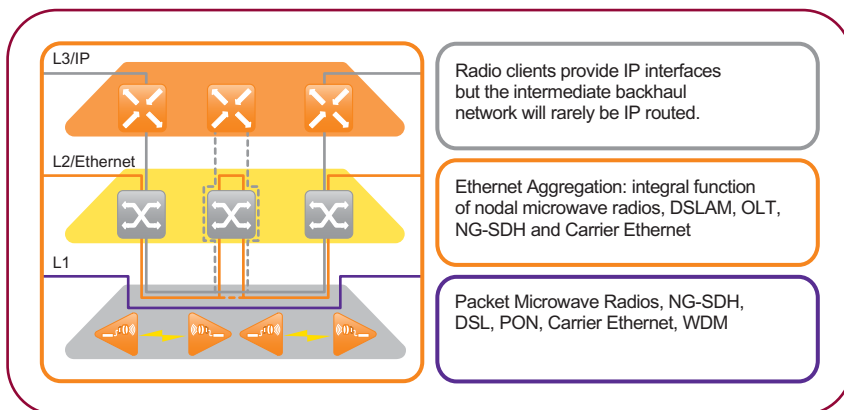 L3/IP
L2/Ethernet
L1
Radio clients provide IP interfaces
but the intermediate backhaul
network will rarely be IP routed.
Ethernet Aggregation: integral function
of nodal microwave radios, DSLAM, OLT,
NG-SDH and Carrier Ethernet
Packet Microwave Radios, NG-SDH,
DSL, PON, Carrier Ethernet, WDM